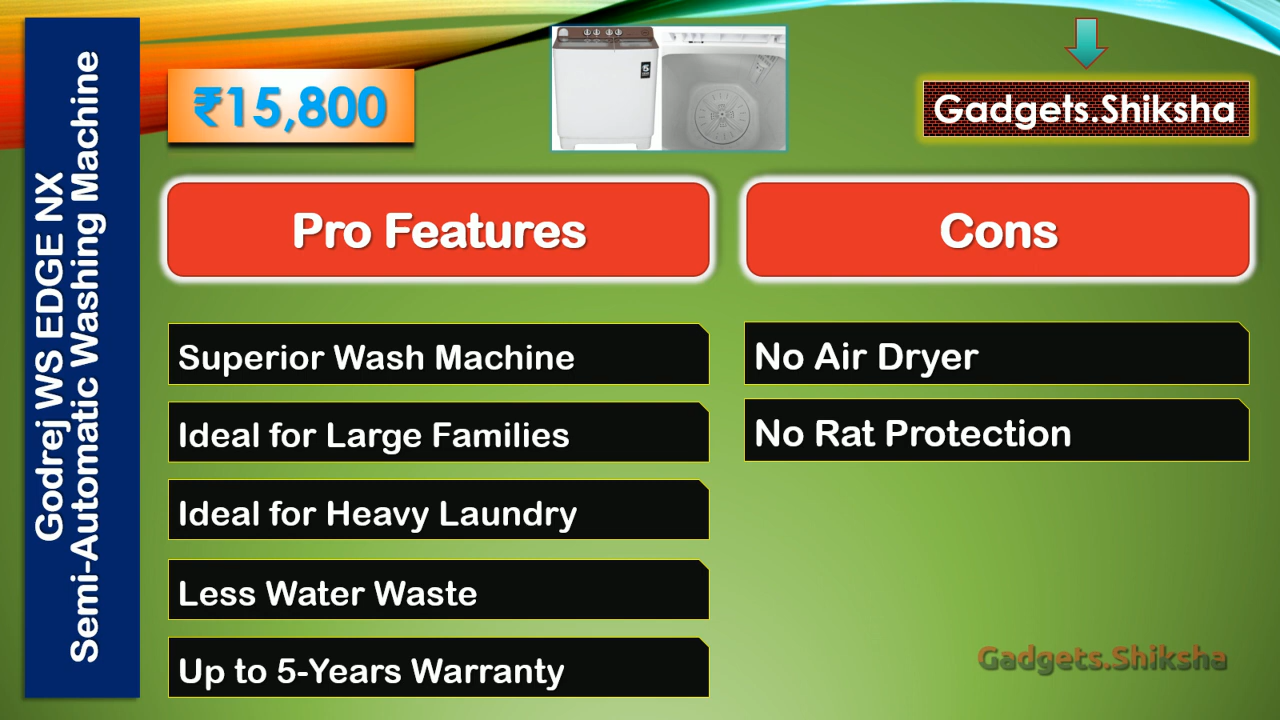 Godrej WS EDGE NX
Semi-Automatic Washing Machine
₹15,800
5
Gadgets.Shiksha
Pro Features
Cons
Superior Wash Machine
Ideal for Large Families
Ideal for Heavy Laundry
Less Water Waste
Up to 5-Years Warranty
No Air Dryer
No Rat Protection
Gadgets.Shiksha